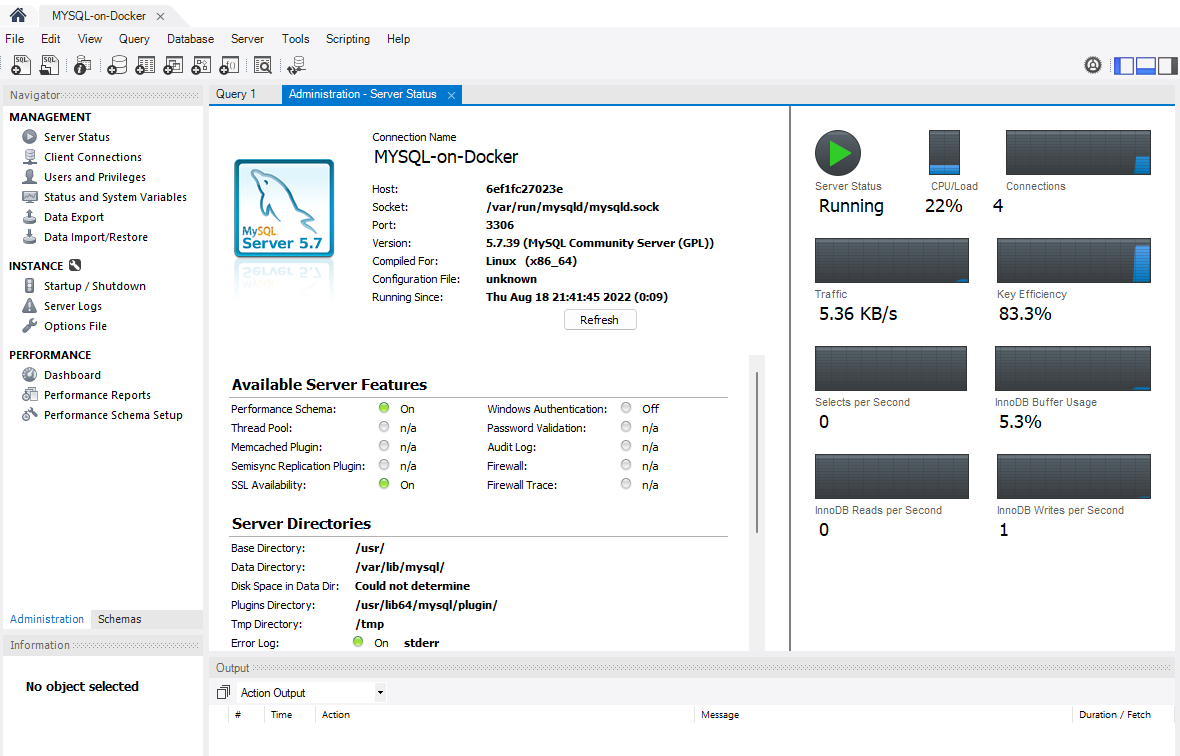 MYSQL-on-Docker
File Edit View Query Database Server Tools Scripting Help
Navigator
MANAGEMENT
Server Status
Client Connections
Users and Privileges
Status and System Variables
Data Export
Data Import/Restore
INSTANCE
Startup / Shutdown
Server Logs
Options File
PERFORMANCE
Dashboard
Performance Reports
Performance Schema Setup
Administration Schemas
Information
No object selected
Query 1 Administration - Server Status
MySQL
Server 5.7
Connection Name
MYSQL-on-Docker
Host: 6ef1fc27023e
Socket: /var/run/mysqld/mysqld.sock
Port: 3306
Version: 5.7.39 (MySQL Community Server (GPL))
Compiled For: Linux (x86_64)
Configuration File: unknown
Running Since: Thu Aug 18 21:41:45 2022 (0:09)
Refresh
Available Server Features
Performance Schema: On Windows Authentication: Off
Thread Pool: n/a Password Validation: n/a
Memcached Plugin: n/a Audit Log: n/a
Semisync Replication Plugin: n/a Firewall: n/a
SSL Availability: On Firewall Trace: n/a
Server Directories
Base Directory: /usr/
Data Directory: /var/lib/mysql/
Disk Space in Data Dir: Could not determine
Plugins Directory: /usr/lib64/mysql/plugin/
Tmp Directory: /tmp
Error Log: On stderr
Server Status CPU/Load Connections
Running 22% 4
Traffic Key Efficiency
5.36 KB/s 83.3%
Selects per Second InnoDB Buffer Usage
0 5.3%
InnoDB Reads per Second InnoDB Writes per Second
0 1
Output
Action Output
# Time Action Message Duration / Fetch